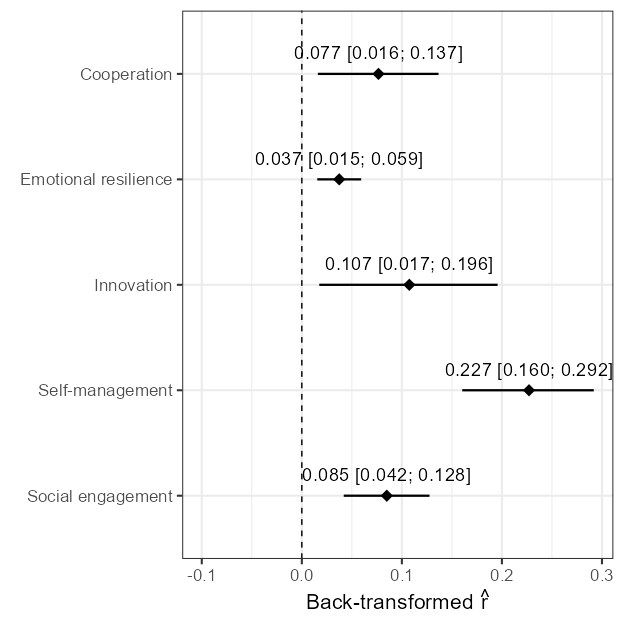 0.077 [0.016; 0.137]
Cooperation
0.037 [0.015; 0.059]
Emotional resilience
0.107 [0.017; 0.196]
Innovation
0.227 [0.160; 0.292]
Self-management
0.085 [0.042; 0.128]
Social engagement
-0.1 0.0 0.1 0.2 0.3
Back-transformed r̂